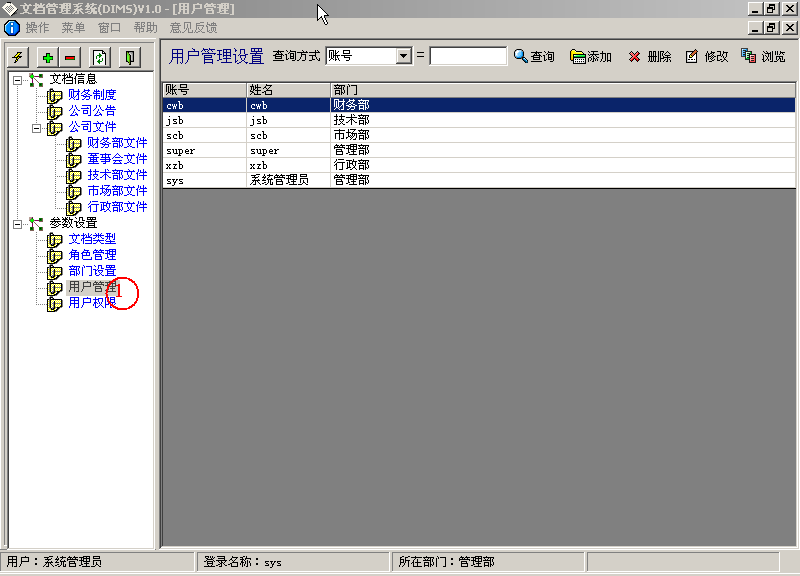 文档管理系统(DIMS)V1.0 - [用户管理]
操作 菜单 窗口 帮助 意见反馈
用户管理设置 查询方式 账号 = 查询 添加 删除 修改 浏览
文档信息
财务制度
公司公告
公司文件
财务部文件
董事会文件
技术部文件
市场部文件
行政部文件
参数设置
文档类型
角色管理
部门设置
用户管理
用户权限
1
账号 姓名 部门
cwb cwb 财务部
jsb jsb 技术部
scb scb 市场部
super super 管理部
xzb xzb 行政部
sys 系统管理员 管理部
用户：系统管理员 登录名称：sys 所在部门：管理部